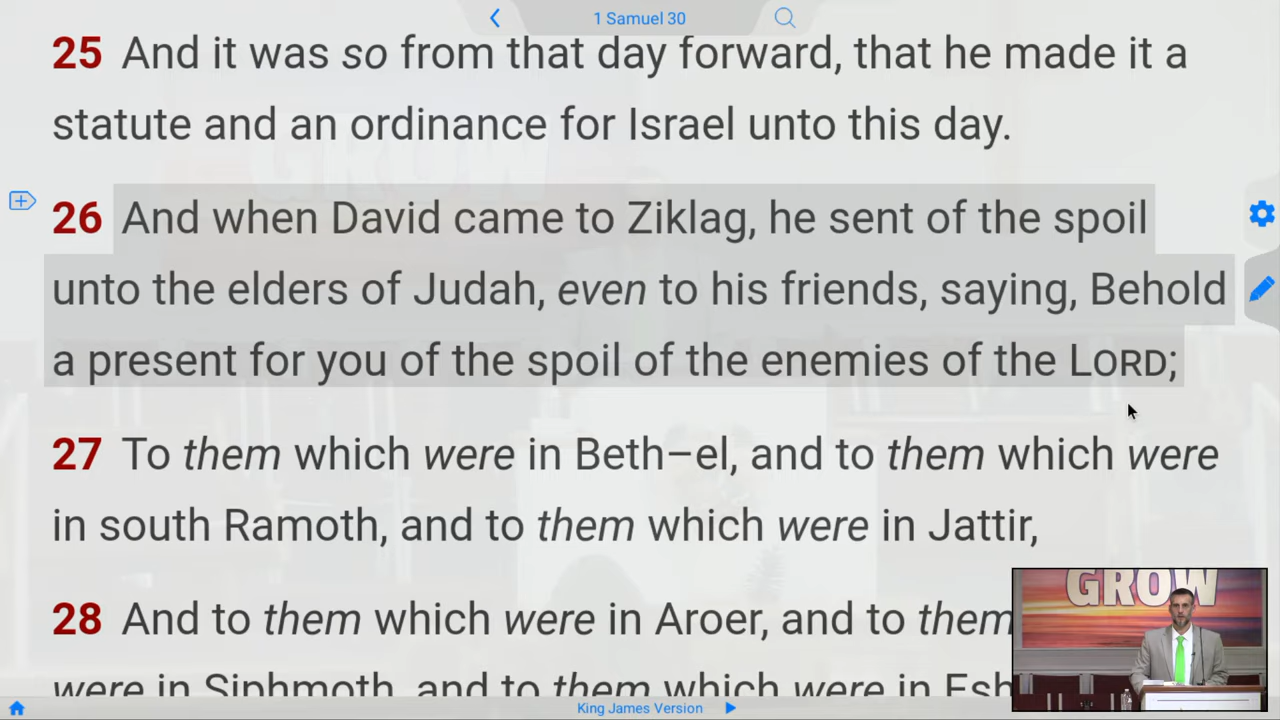 1 Samuel 30
25 And it was so from that day forward, that he made it a
statute and an ordinance for Israel unto this day.
26 And when David came to Ziklag, he sent of the spoil
unto the elders of Judah, even to his friends, saying, Behold
a present for you of the spoil of the enemies of the LORD;
27 To them which were in Beth–el, and to them which were
in south Ramoth, and to them which were in Jattir,
28 And to them which were in Aroer, and to them
were in Siphmoth, and to them which were in Esh
GROW
King James Version